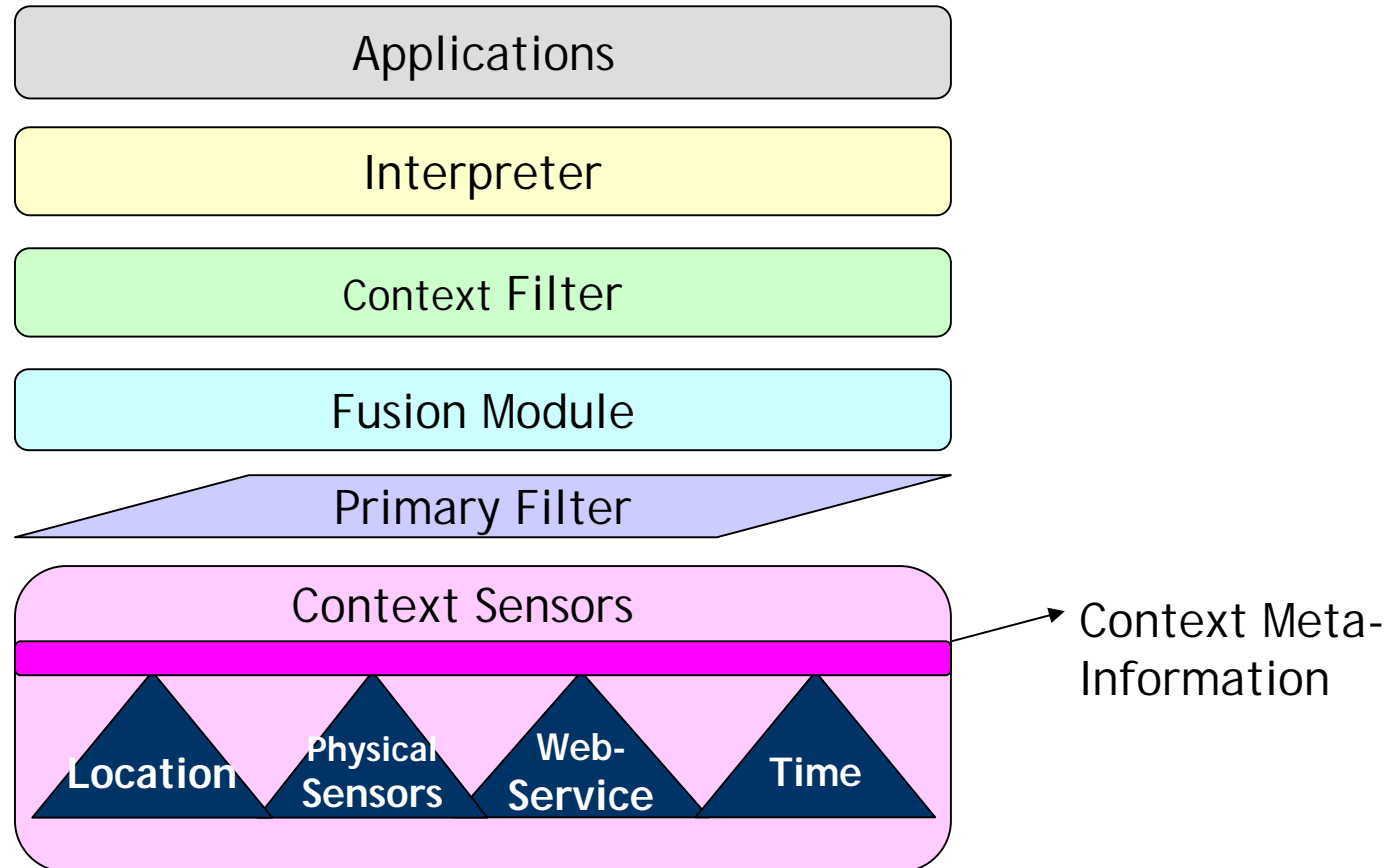 Applications
Interpreter
Context Filter
Fusion Module
Primary Filter
Context Sensors
Context Meta-
Information
Location
Physical
Sensors
Web-
Service
Time